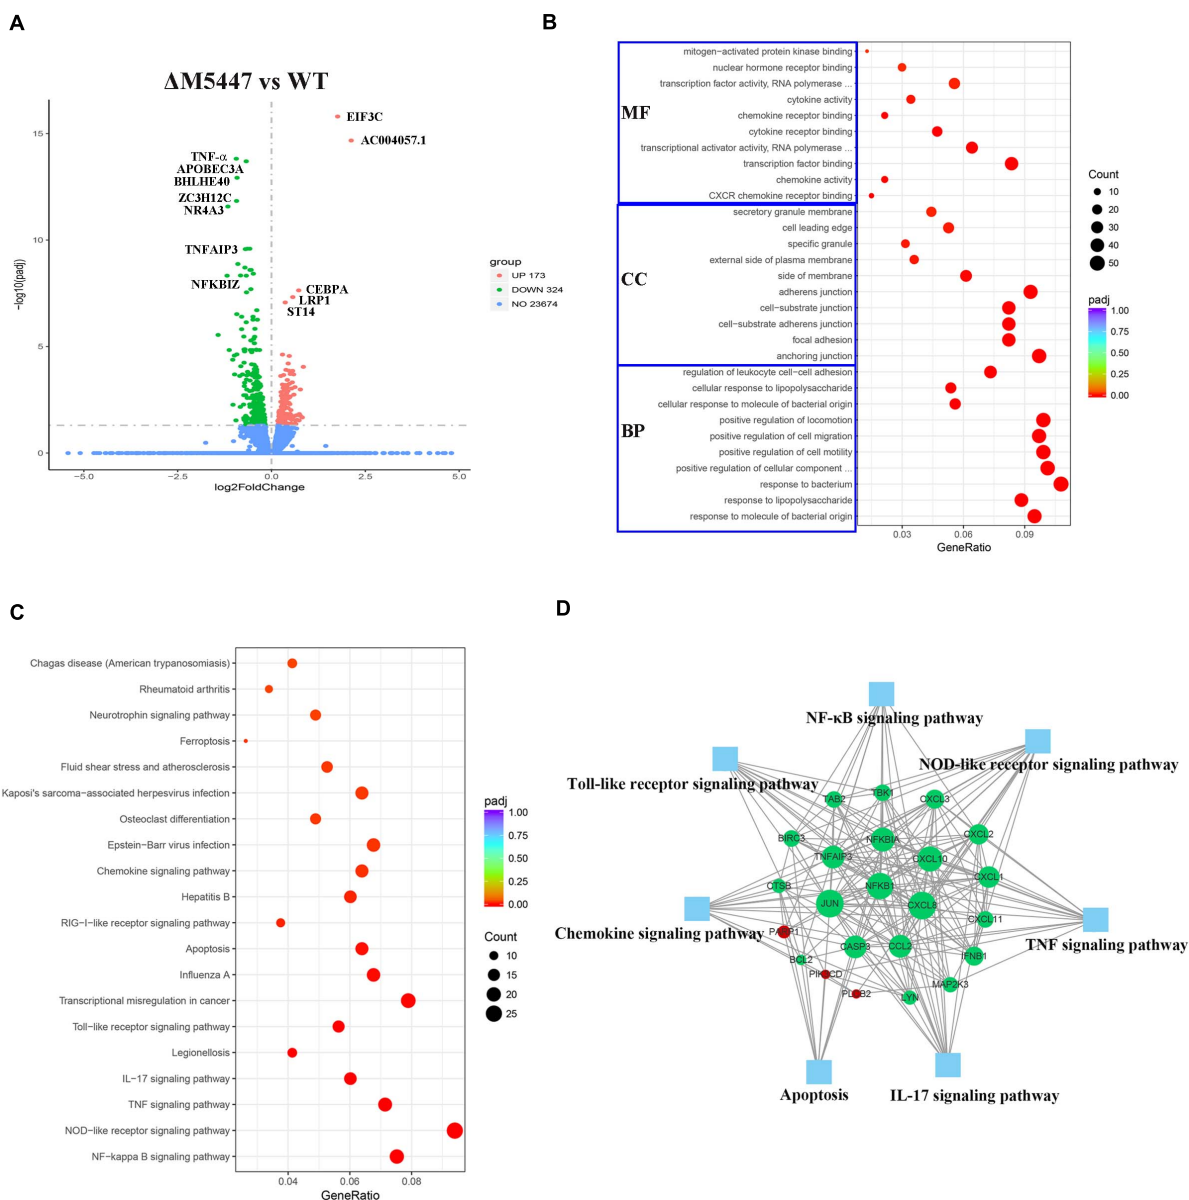 A
ΔM5447 vs WT
EIF3C
AC004057.1
TNF-α
APOBEC3A
BHLHE40
ZC3H12C
NR4A3
TNFAIP3
NFKBIZ
CEBPA
LRP1
ST14
15
10
5
0
−log10(padj)
−5.0
−2.5
0.0
2.5
5.0
log2FoldChange
group
UP 173
DOWN 324
NO 23674
B
MF
CC
BP
mitogen−activated protein kinase binding
nuclear hormone receptor binding
transcription factor activity, RNA polymerase ...
cytokine activity
chemokine receptor binding
cytokine receptor binding
transcriptional activator activity, RNA polymerase ...
transcription factor binding
chemokine activity
CXCR chemokine receptor binding
secretory granule membrane
cell leading edge
specific granule
external side of plasma membrane
side of membrane
adherens junction
cell−substrate junction
cell−substrate adherens junction
focal adhesion
anchoring junction
regulation of leukocyte cell−cell adhesion
cellular response to lipopolysaccharide
cellular response to molecule of bacterial origin
positive regulation of locomotion
positive regulation of cell migration
positive regulation of cell motility
positive regulation of cellular component ...
response to bacterium
response to lipopolysaccharide
response to molecule of bacterial origin
0.03
0.06
0.09
GeneRatio
Count
10
20
30
40
50
padj
1.00
0.75
0.50
0.25
0.00
C
Chagas disease (American trypanosomiasis)
Rheumatoid arthritis
Neurotrophin signaling pathway
Ferroptosis
Fluid shear stress and atherosclerosis
Kaposi's sarcoma−associated herpesvirus infection
Osteoclast differentiation
Epstein−Barr virus infection
Chemokine signaling pathway
Hepatitis B
RIG−I−like receptor signaling pathway
Apoptosis
Influenza A
Transcriptional misregulation in cancer
Toll−like receptor signaling pathway
Legionellosis
IL−17 signaling pathway
TNF signaling pathway
NOD−like receptor signaling pathway
NF−kappa B signaling pathway
0.04
0.06
0.08
GeneRatio
padj
1.00
0.75
0.50
0.25
0.00
Count
10
15
20
25
D
NF-κB signaling pathway
NOD-like receptor signaling pathway
Toll-like receptor signaling pathway
TBK1
TAB2
CXCL3
BIRC3
NFKBIA
CXCL2
TNFAIP3
CXCL10
CTSB
NFKB1
CXCL1
JUN
CXCL8
CXCL11
Chemokine signaling pathway
PARP1
TNF signaling pathway
CASP3
CCL2
BCL2
IFNB1
PIK3CD
MAP2K3
PLCB2
LYN
Apoptosis
IL-17 signaling pathway